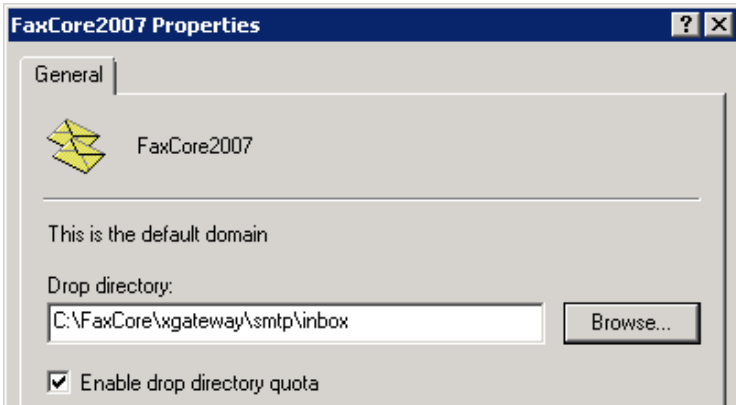 FaxCore2007 Properties
General
FaxCore2007
This is the default domain
Drop directory:
C:\FaxCore\xgateway\smtp\inbox
Browse...
Enable drop directory quota